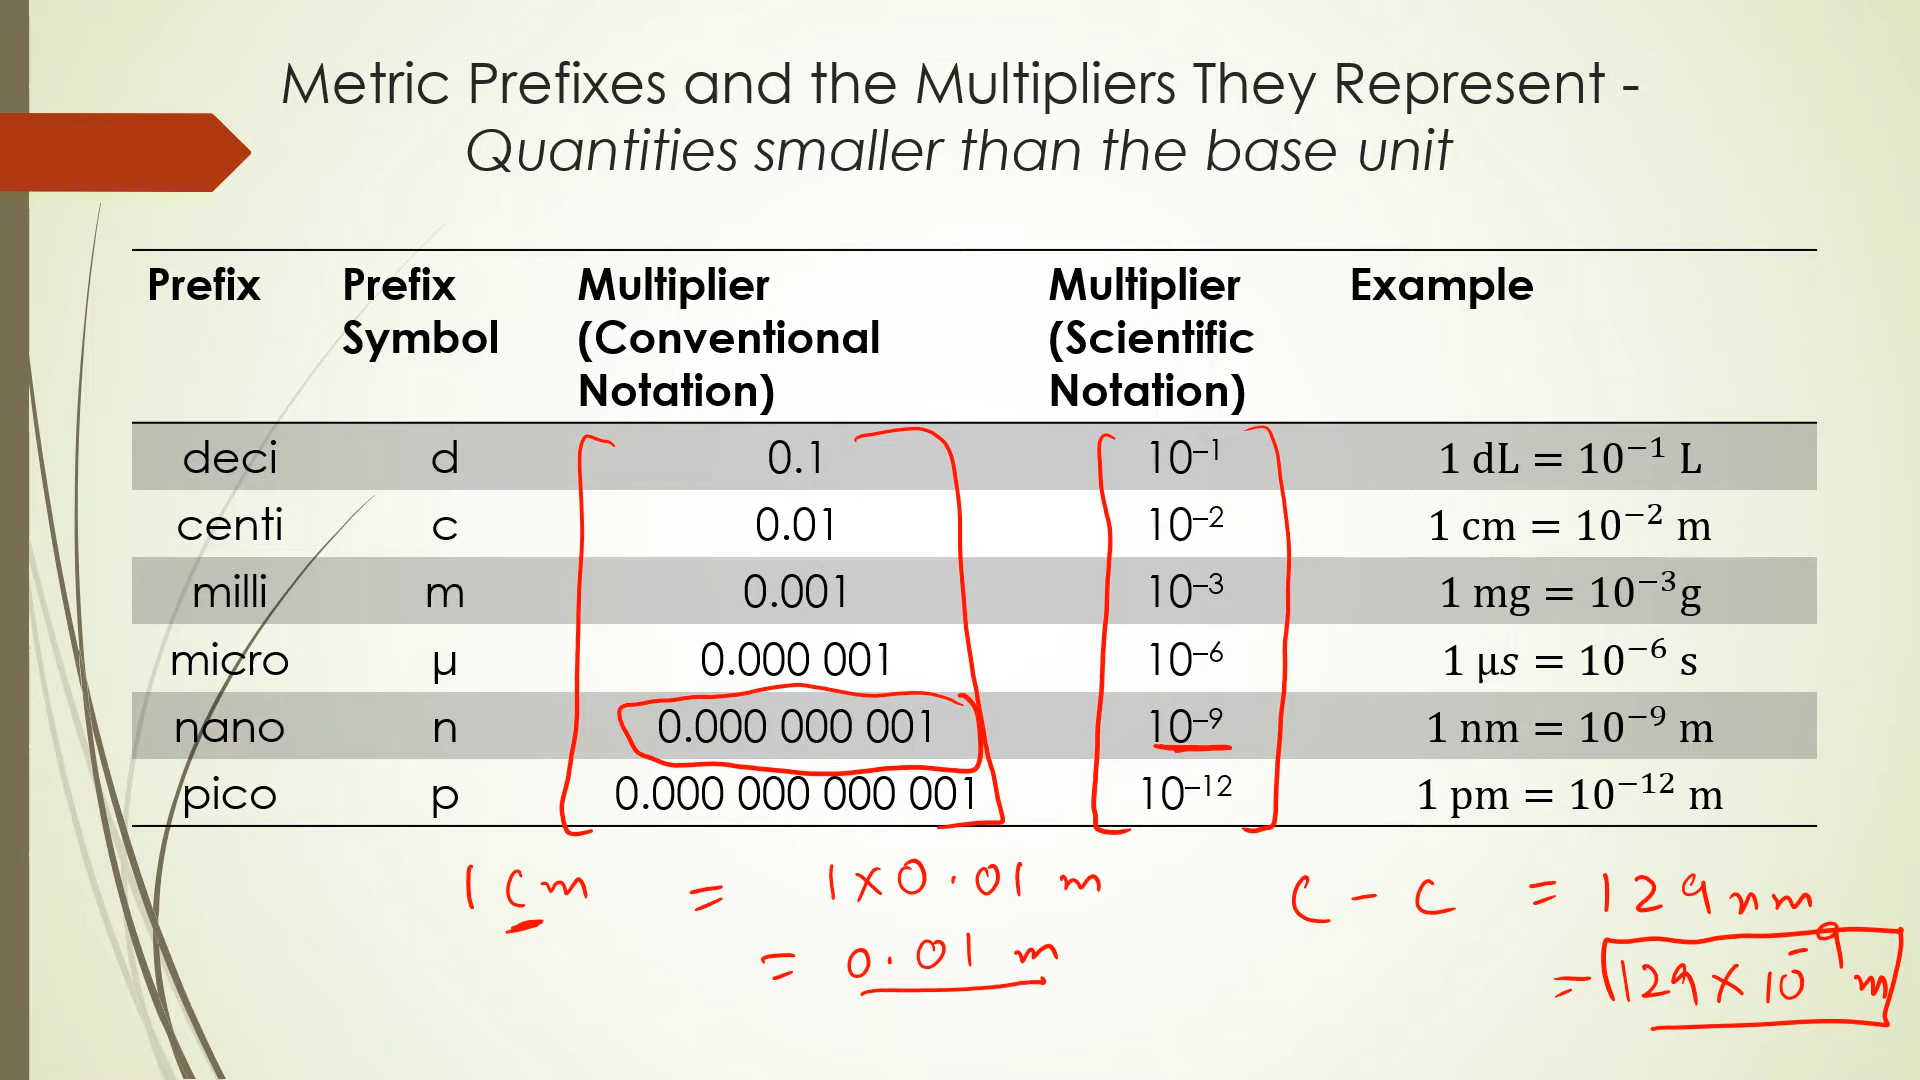 Metric Prefixes and the Multipliers They Represent -
Quantities smaller than the base unit
Prefix Prefix Symbol Multiplier (Conventional Notation) Multiplier (Scientific Notation) Example
deci d 0.1 10⁻¹ 1 dL = 10⁻¹ L
centi c 0.01 10⁻² 1 cm = 10⁻² m
milli m 0.001 10⁻³ 1 mg = 10⁻³g
micro µ 0.000 001 10⁻⁶ 1 µs = 10⁻⁶ s
nano n 0.000 000 001 10⁻⁹ 1 nm = 10⁻⁹ m
pico p 0.000 000 000 001 10⁻¹² 1 pm = 10⁻¹² m
1 cm = 1 × 0.01 m
= 0.01 m
C - C = 129 nm
= 129 × 10⁻⁹ m